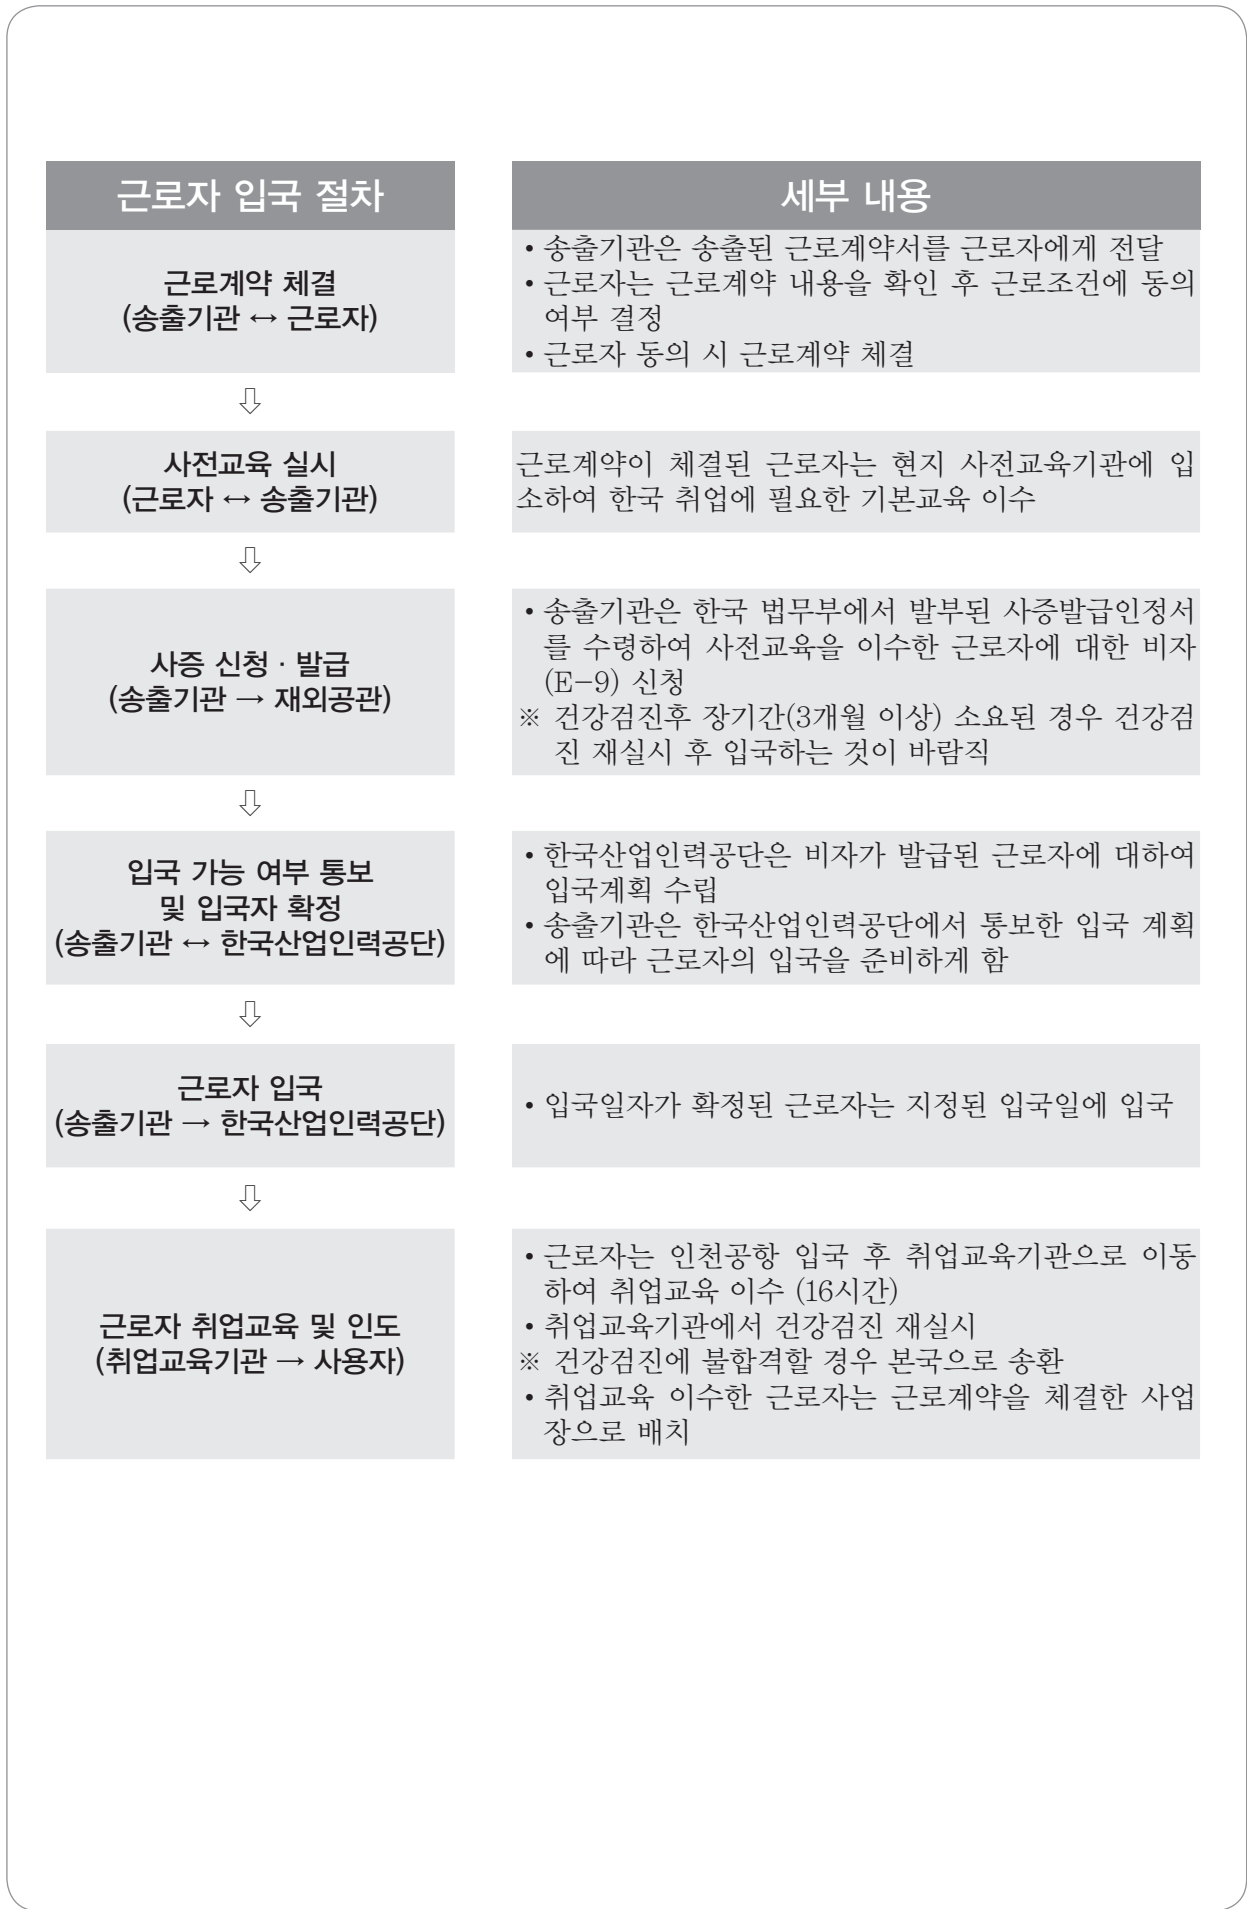 근로자 입국 절차
세부 내용
근로계약 체결
(송출기관 ↔ 근로자)
• 송출기관은 송출된 근로계약서를 근로자에게 전달
• 근로자는 근로계약 내용을 확인 후 근로조건에 동의
여부 결정
• 근로자 동의 시 근로계약 체결
⇩
사전교육 실시
(근로자 ↔ 송출기관)
근로계약이 체결된 근로자는 현지 사전교육기관에 입
소하여 한국 취업에 필요한 기본교육 이수
⇩
사증 신청 · 발급
(송출기관 → 재외공관)
• 송출기관은 한국 법무부에서 발부된 사증발급인정서
를 수령하여 사전교육을 이수한 근로자에 대한 비자
(E-9) 신청
※ 건강검진후 장기간(3개월 이상) 소요된 경우 건강검
진 재실시 후 입국하는 것이 바람직
⇩
입국 가능 여부 통보
및 입국자 확정
(송출기관 ↔ 한국산업인력공단)
• 한국산업인력공단은 비자가 발급된 근로자에 대하여
입국계획 수립
• 송출기관은 한국산업인력공단에서 통보한 입국 계획
에 따라 근로자의 입국을 준비하게 함
⇩
근로자 입국
(송출기관 → 한국산업인력공단)
• 입국일자가 확정된 근로자는 지정된 입국일에 입국
⇩
근로자 취업교육 및 인도
(취업교육기관 → 사용자)
• 근로자는 인천공항 입국 후 취업교육기관으로 이동
하여 취업교육 이수 (16시간)
• 취업교육기관에서 건강검진 재실시
※ 건강검진에 불합격할 경우 본국으로 송환
• 취업교육 이수한 근로자는 근로계약을 체결한 사업
장으로 배치